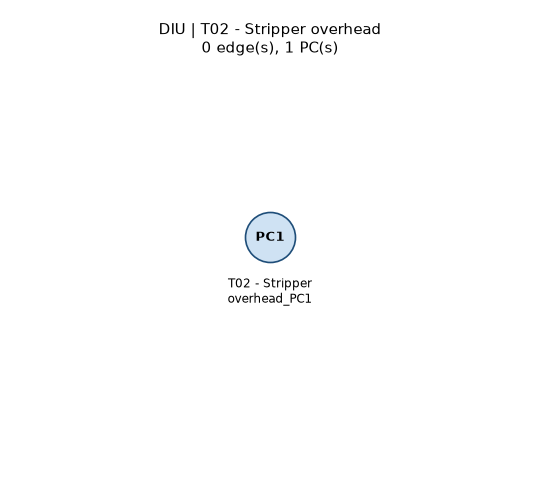 DIU | T02 - Stripper overhead
0 edge(s), 1 PC(s)
PC1
T02 - Stripper
overhead_PC1